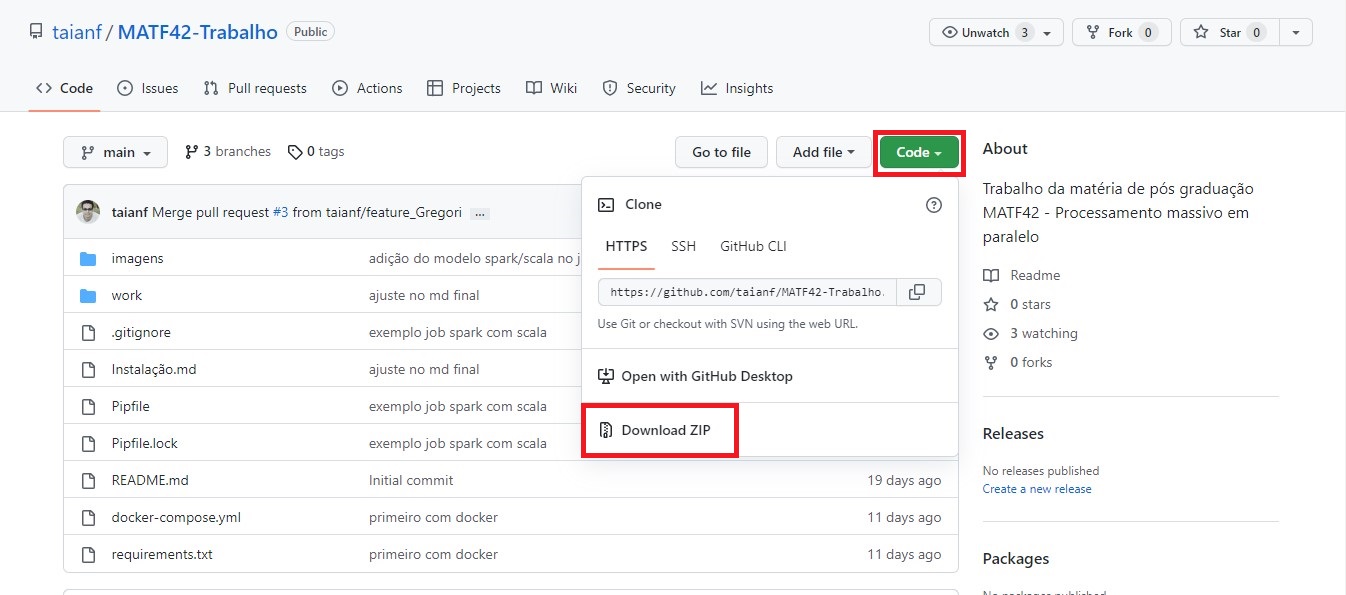 taianf / MATF42-Trabalho Public
Unwatch 3
Fork 0
Star 0
Code
Issues
Pull requests
Actions
Projects
Wiki
Security
Insights
main
3 branches
0 tags
Go to file
Add file
Code
taianf Merge pull request #3 from taianf/feature_Gregori ...
imagens adição do modelo spark/scala no j
work ajuste no md final
.gitignore exemplo job spark com scala
Instalação.md ajuste no md final
Pipfile exemplo job spark com scala
Pipfile.lock exemplo job spark com scala
README.md Initial commit 19 days ago
docker-compose.yml primeiro com docker 11 days ago
requirements.txt primeiro com docker 11 days ago
Clone
HTTPS SSH GitHub CLI
https://github.com/taianf/MATF42-Trabalho.
Use Git or checkout with SVN using the web URL.
Open with GitHub Desktop
Download ZIP
About
Trabalho da matéria de pós graduação
MATF42 - Processamento massivo em
paralelo
Readme
0 stars
3 watching
0 forks
Releases
No releases published
Create a new release
Packages